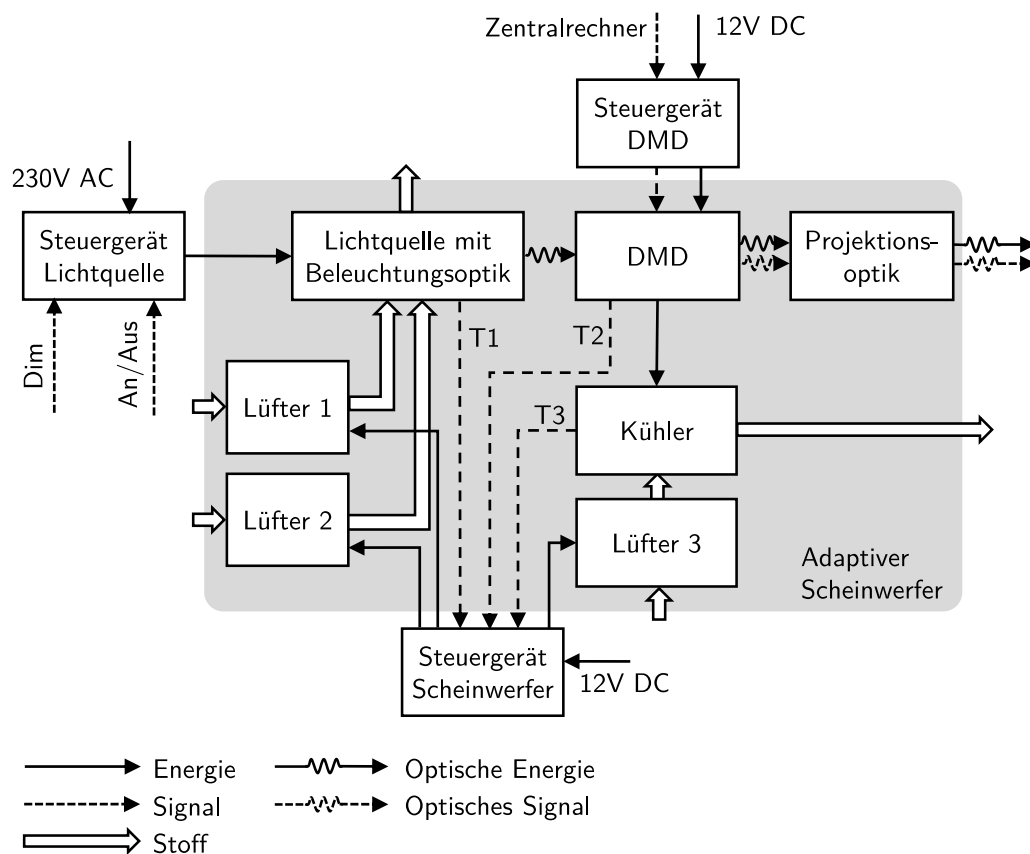 Zentralrechner
12V DC
Steuergerät
DMD
230V AC
Steuergerät
Lichtquelle
Lichtquelle mit
Beleuchtungsoptik
DMD
Projektions-
optik
Dim
An/Aus
T1
T2
T3
Lüfter 1
Kühler
Lüfter 2
Lüfter 3
Adaptiver
Scheinwerfer
Steuergerät
Scheinwerfer
12V DC
Energie
Optische Energie
Signal
Optisches Signal
Stoff